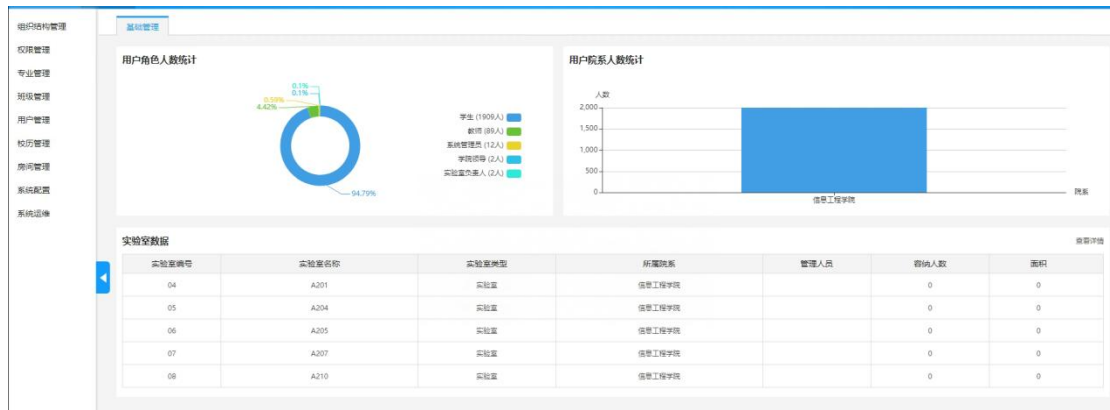 组织结构管理
权限管理
专业管理
班级管理
用户管理
校历管理
房间管理
系统配置
系统运维
基础管理
用户角色人数统计
0.1%
0.1%
0.59%
4.42%
94.79%
学生 (1909人)
教师 (89人)
系统管理员 (12人)
学院领导 (2人)
实验室负责人 (2人)
用户院系人数统计
人数
2,000
1,500
1,000
500
0
信息工程学院
院系
实验室数据 查看详情
实验室编号 实验室名称 实验室类型 所属院系 管理人员 容纳人数 面积
04 A201 实验室 信息工程学院 0 0
05 A204 实验室 信息工程学院 0 0
06 A205 实验室 信息工程学院 0 0
07 A207 实验室 信息工程学院 0 0
08 A210 实验室 信息工程学院 0 0